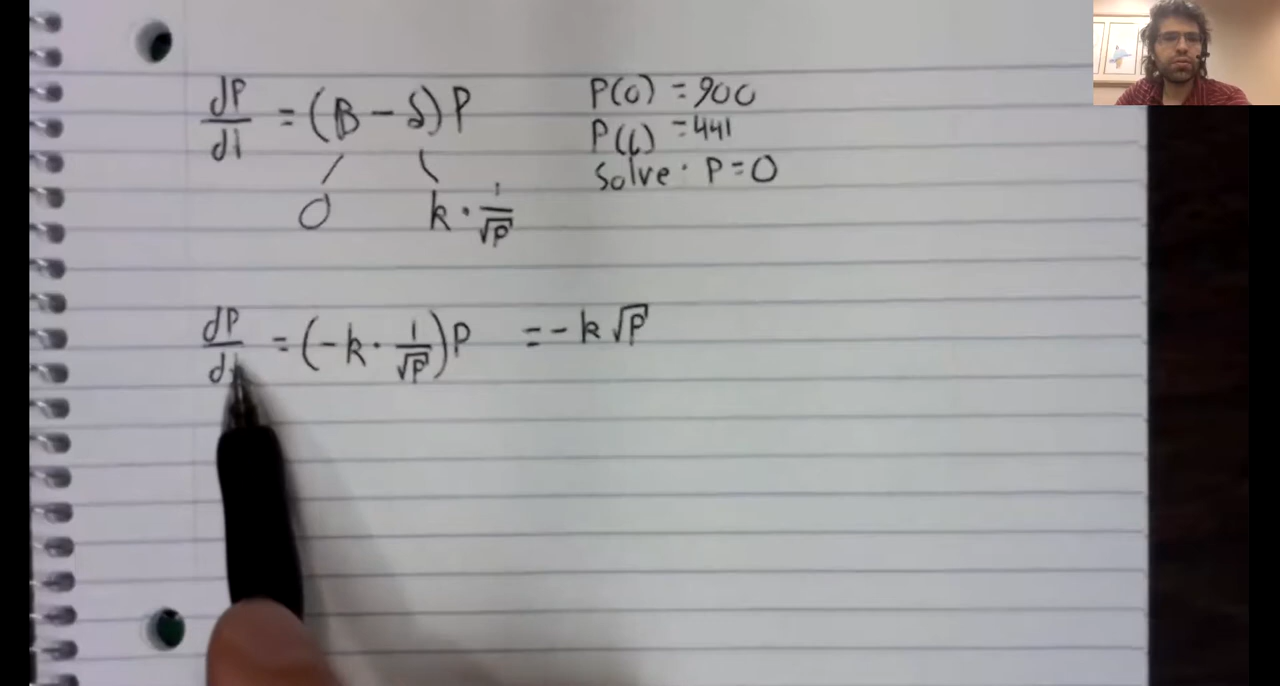 dP/dt = (β − δ)P
0 k · 1/√P
P(0) = 900
P(6) = 441
Solve · P = 0
dP/dt = (−k · 1/√P)P = −k√P